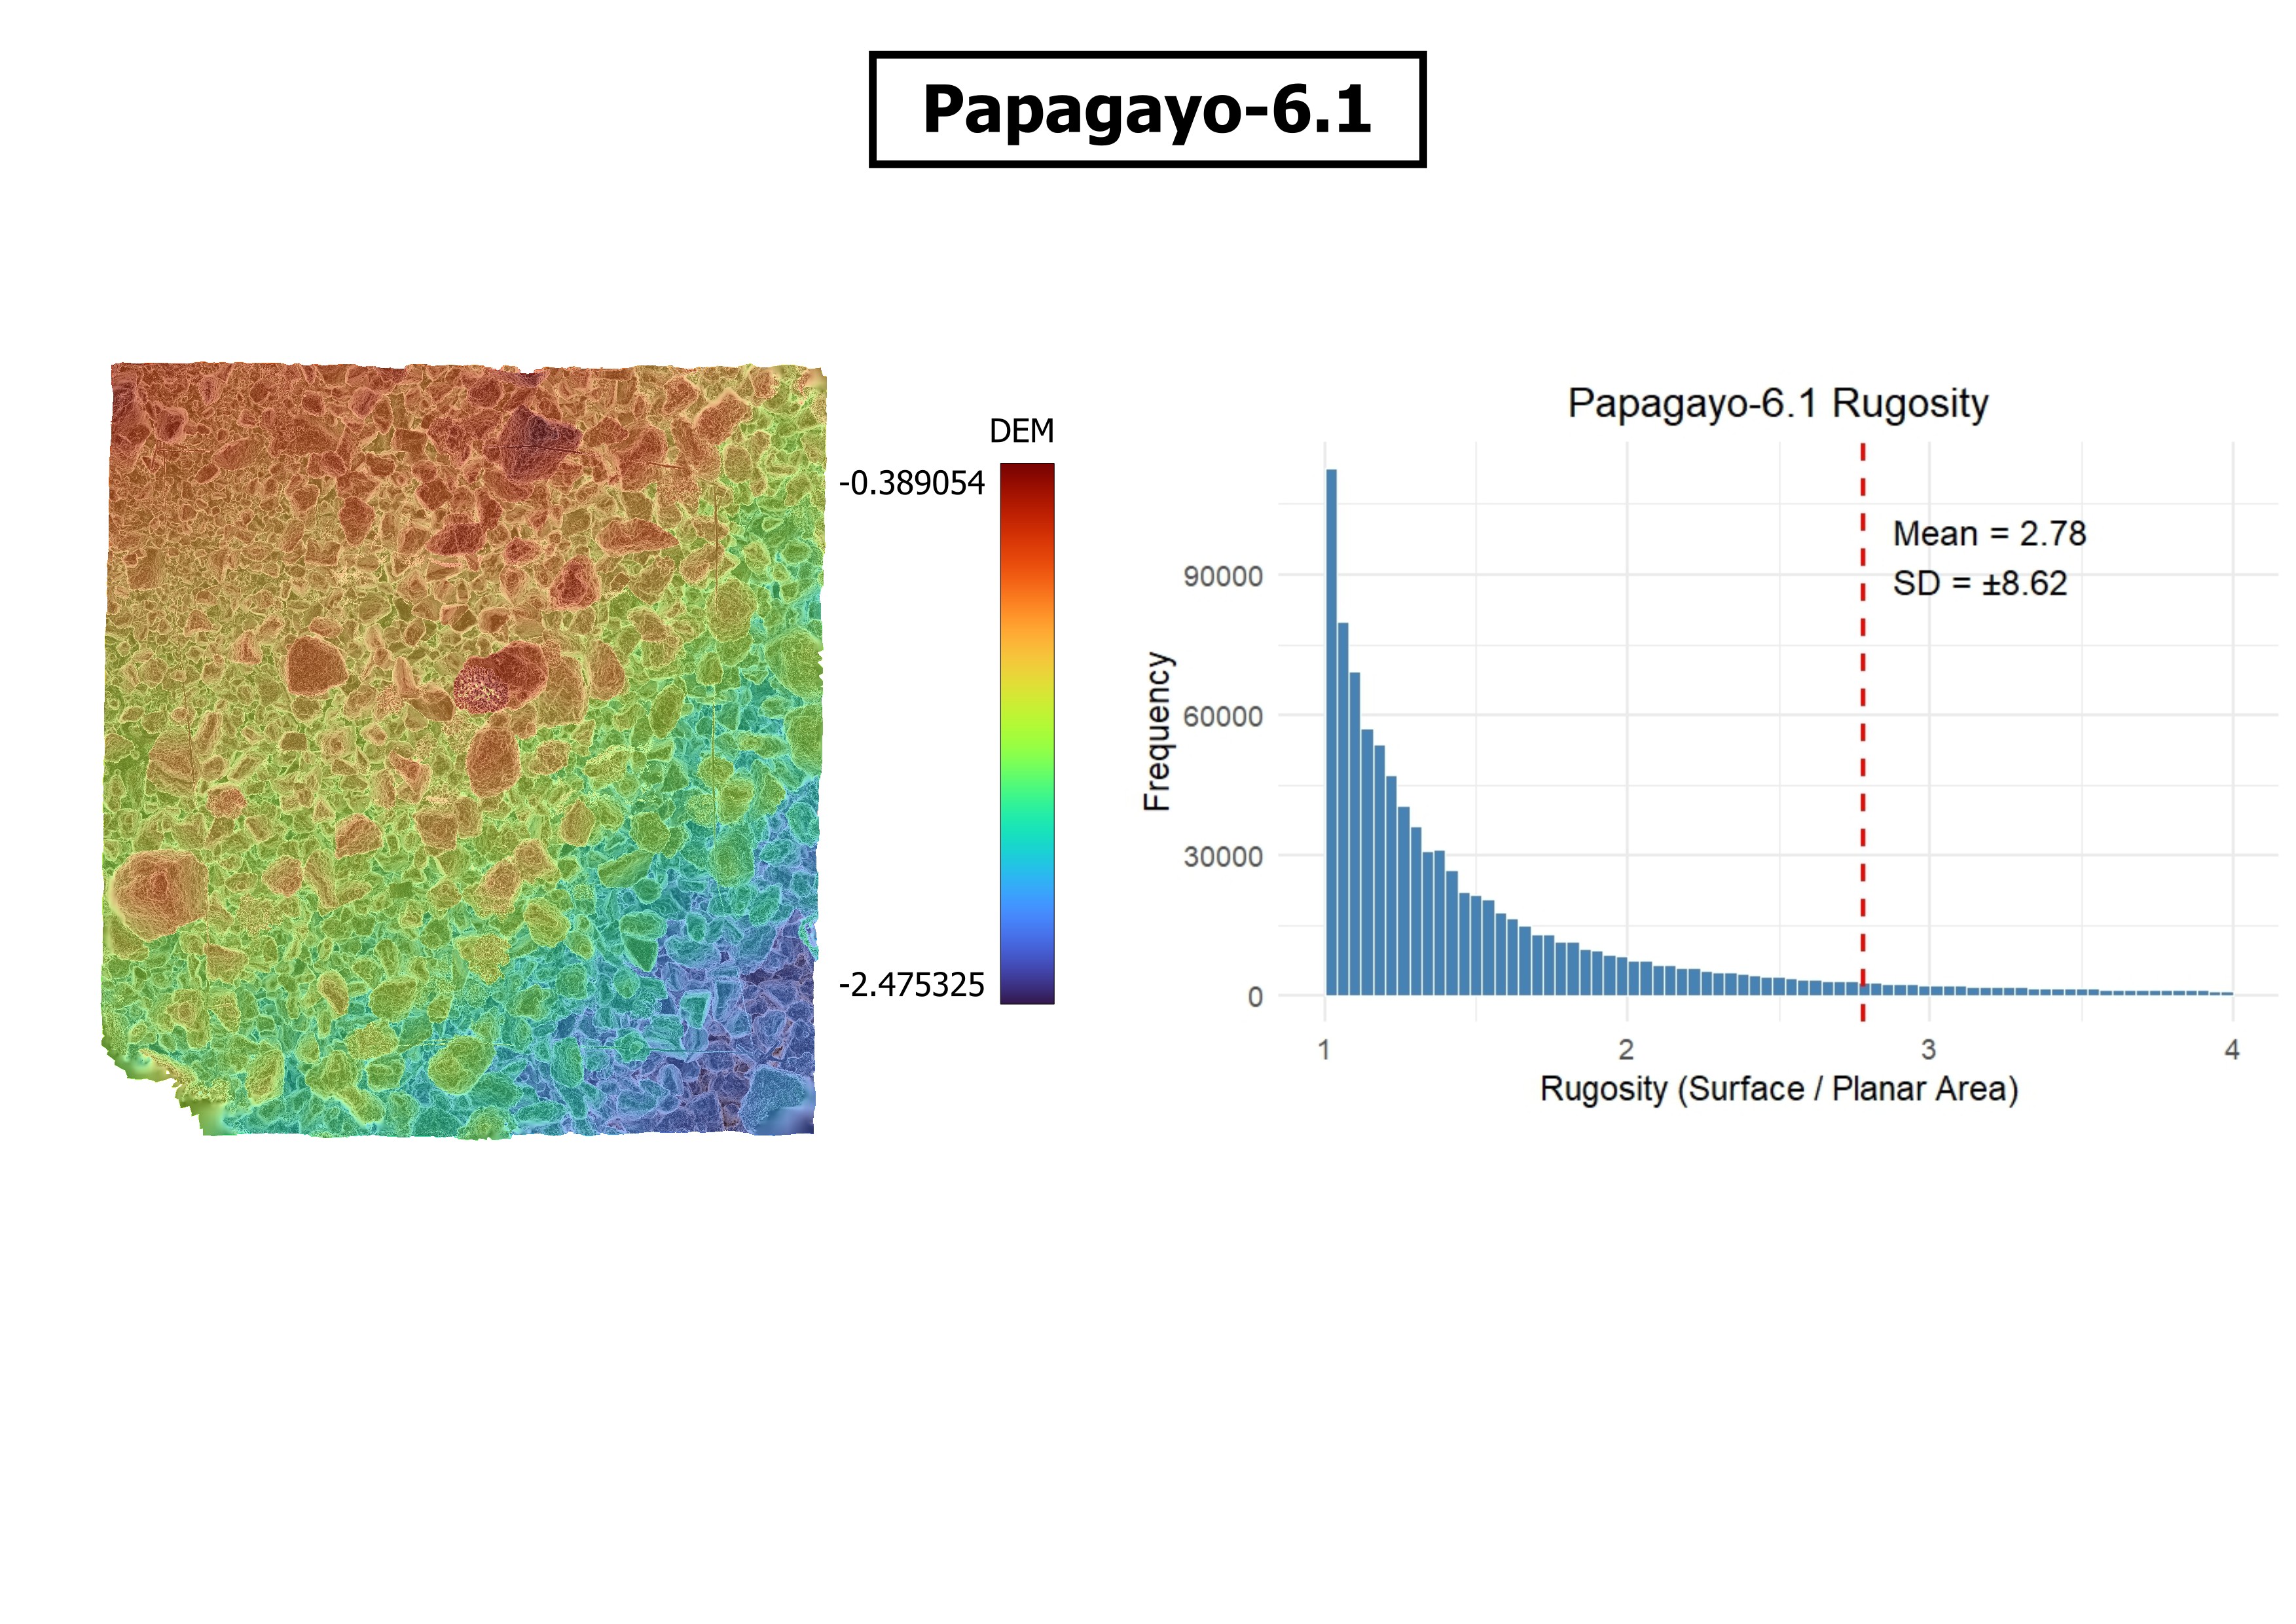 Papagayo-6.1
DEM
-0.389054
-2.475325
Papagayo-6.1 Rugosity
Mean = 2.78
SD = ±8.62
Frequency
90000
60000
30000
0
1 2 3 4
Rugosity (Surface / Planar Area)